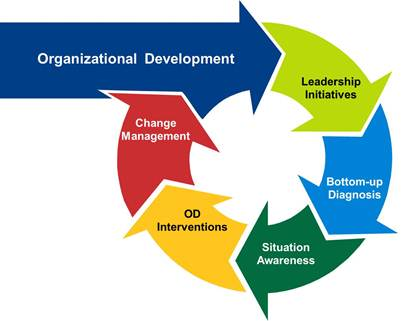 Organizational Development
Leadership
Initiatives
Bottom-up
Diagnosis
Situation
Awareness
OD
Interventions
Change
Management